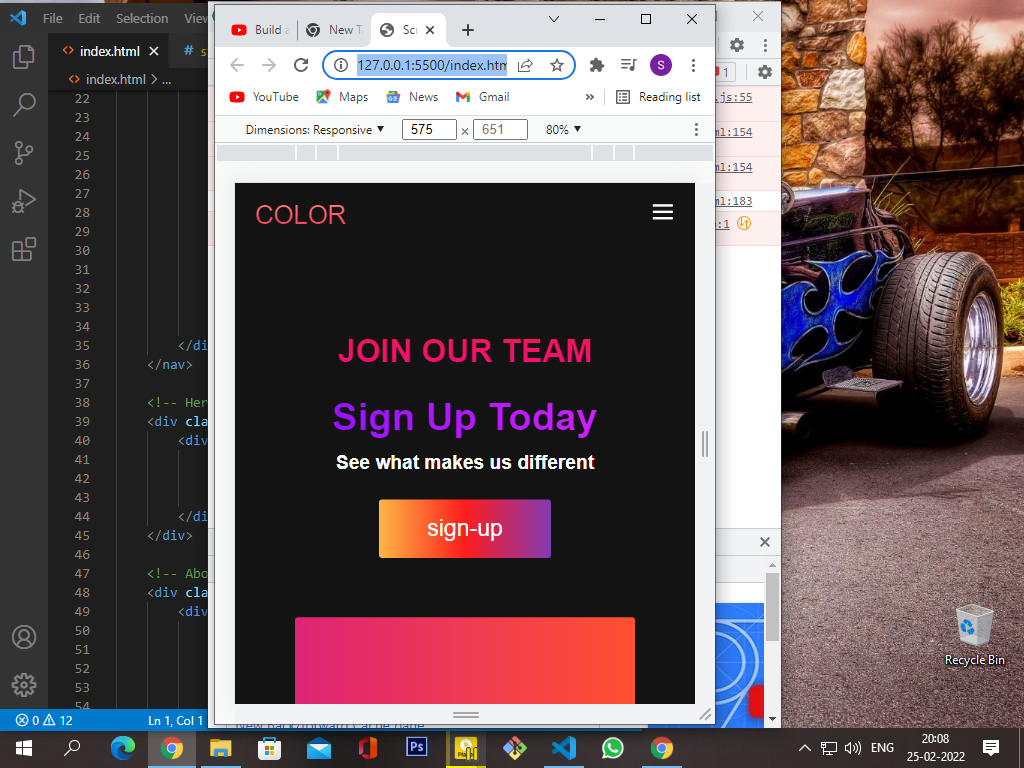 File Edit Selection View
index.html
index.html > ...
22
23
24
25
26
27
28
29
30
31
32
33
34
35 </di
36 </nav>
37
38 <!-- Her
39 <div cla
40 <div
41
42
43
44 </di
45 </div>
46
47 <!-- Abo
48 <div cla
49 <div
50
51
52
53
54
0 12 Ln 1, Col 1
Build a
New T
Scr
127.0.0.1:5500/index.htm
S
YouTube Maps News Gmail » Reading list
Dimensions: Responsive 575 × 651 80%
COLOR
JOIN OUR TEAM
Sign Up Today
See what makes us different
sign-up
1
.js:55
ml:154
ml:154
ml:183
:1
Recycle Bin
Ps
ENG
20:08
25-02-2022